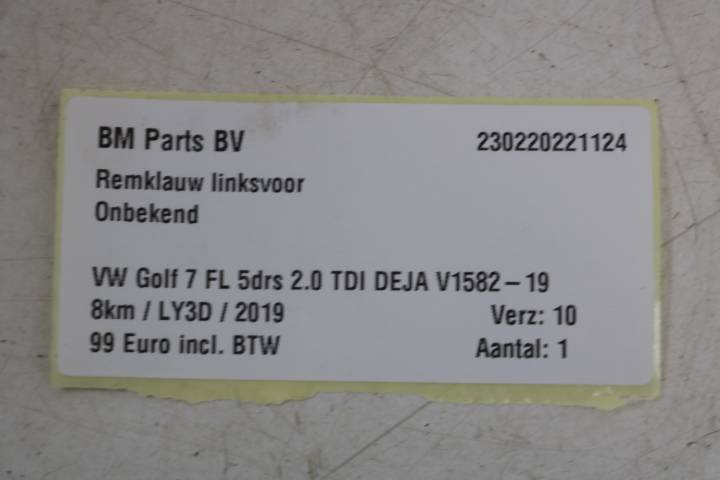 BM Parts BV 230220221124
Remklauw linksvoor
Onbekend
VW Golf 7 FL 5drs 2.0 TDI DEJA V1582-19
8km / LY3D / 2019 Verz: 10
99 Euro incl. BTW Aantal: 1